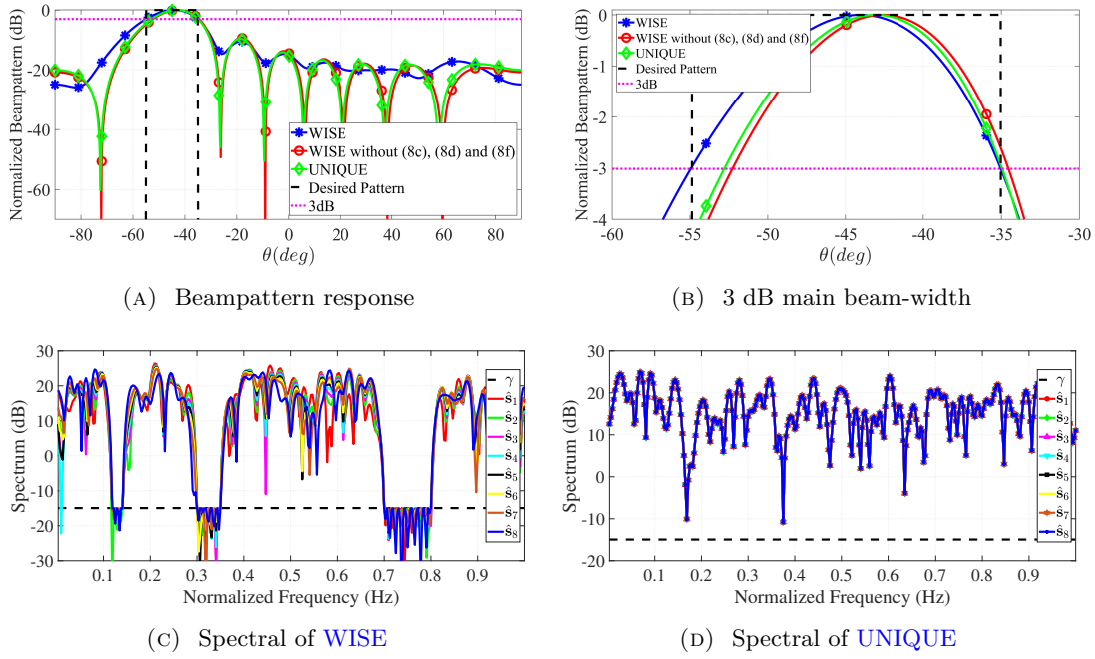 Normalized Beampattern (dB)
0
-20
-40
-60
WISE
WISE without (8c), (8d) and (8f)
UNIQUE
Desired Pattern
3dB
-80 -60 -40 -20 0 20 40 60 80
θ(deg)
(A) Beampattern response
Normalized Beampattern (dB)
0
-1
-2
-3
-4
WISE
WISE without (8c), (8d) and (8f)
UNIQUE
Desired Pattern
3dB
-60 -55 -50 -45 -40 -35 -30
θ(deg)
(B) 3 dB main beam-width
Spectrum (dB)
30
20
10
0
-10
-20
-30
γ
ŝ1
ŝ2
ŝ3
ŝ4
ŝ5
ŝ6
ŝ7
ŝ8
0.1 0.2 0.3 0.4 0.5 0.6 0.7 0.8 0.9
Normalized Frequency (Hz)
(C) Spectral of WISE
Spectrum (dB)
30
20
10
0
-10
-20
γ
ŝ1
ŝ2
ŝ3
ŝ4
ŝ5
ŝ6
ŝ7
ŝ8
0.1 0.2 0.3 0.4 0.5 0.6 0.7 0.8 0.9
Normalized Frequency (Hz)
(D) Spectral of UNIQUE